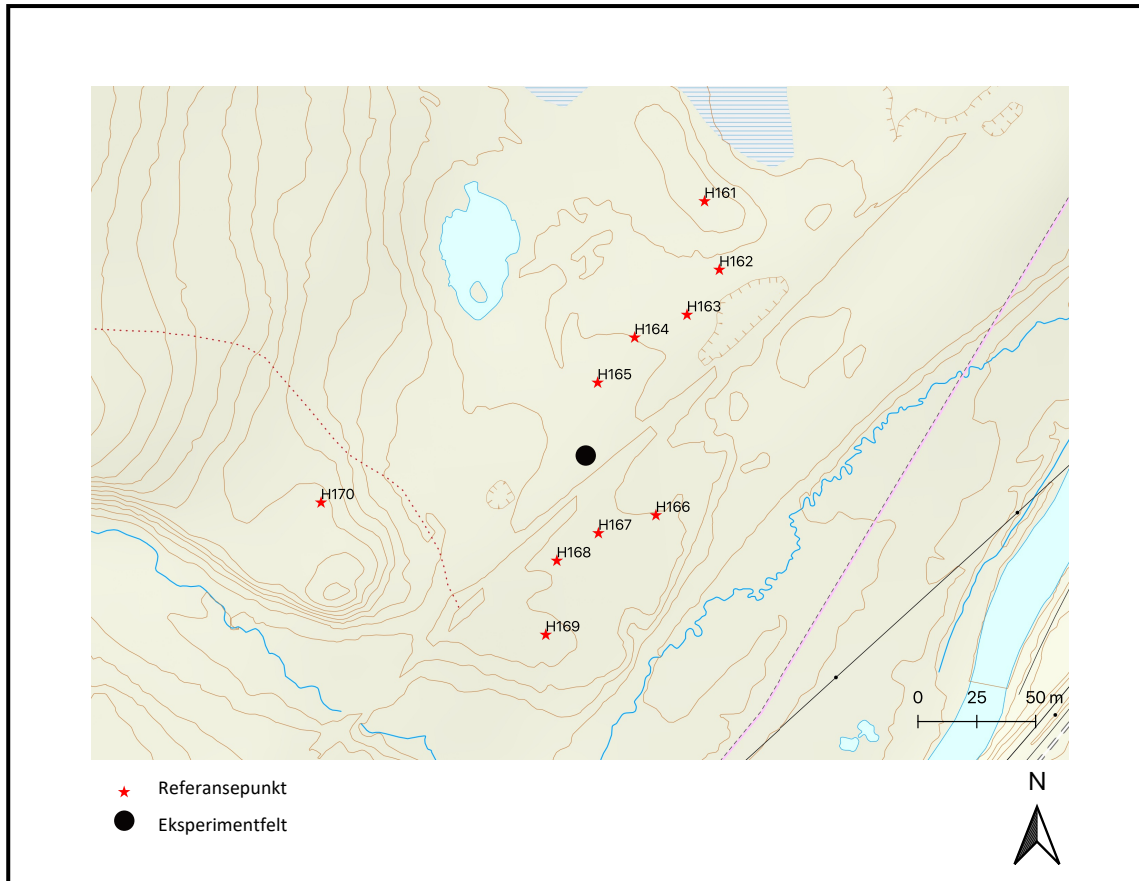 H161
H162
H163
H164
H165
H170
H166
H167
H168
H169
0 25 50 m
Referansepunkt
N
Eksperimentfelt